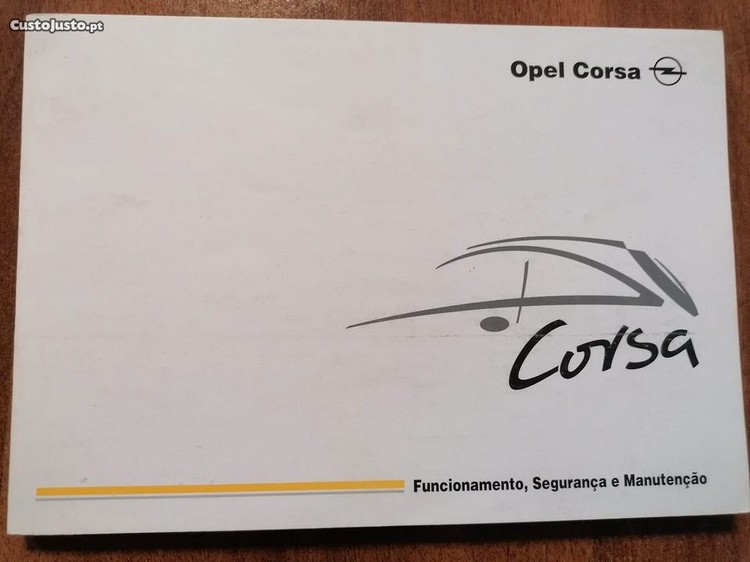 CustoJusto.pt
Opel Corsa
Corsa
Funcionamento, Segurança e Manutenção